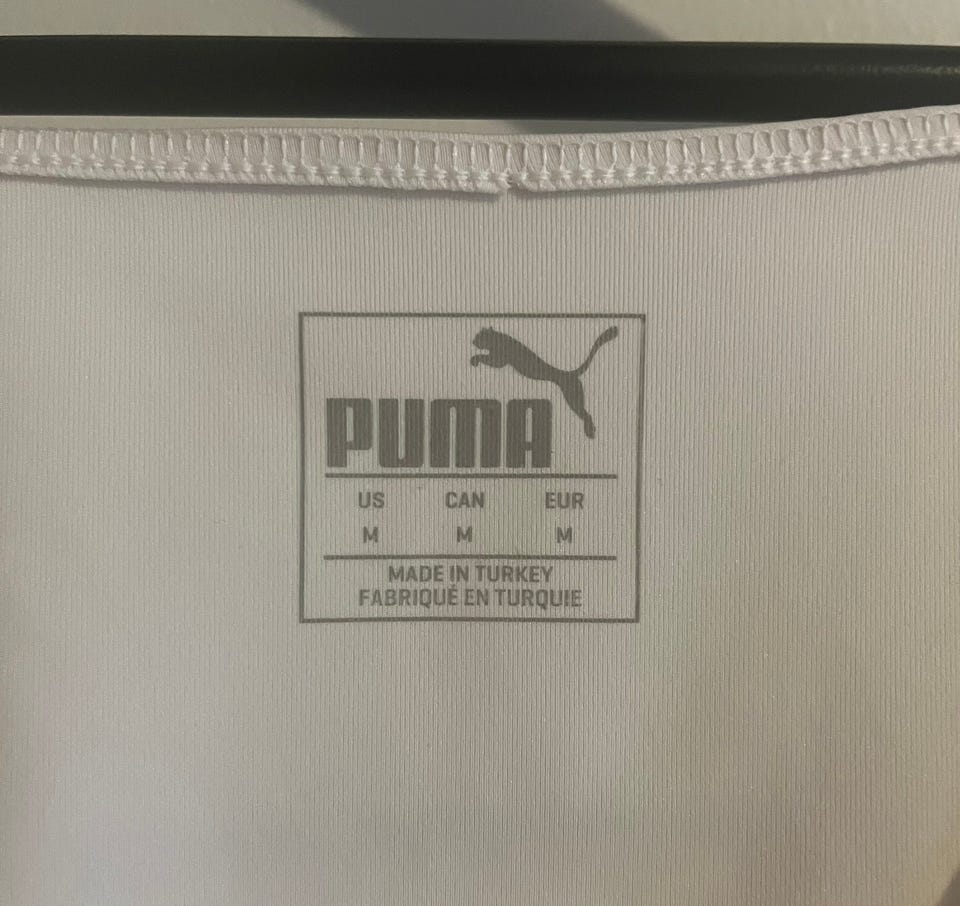 PUMA
US CAN EUR
M M M
MADE IN TURKEY
FABRIQUÉ EN TURQUIE